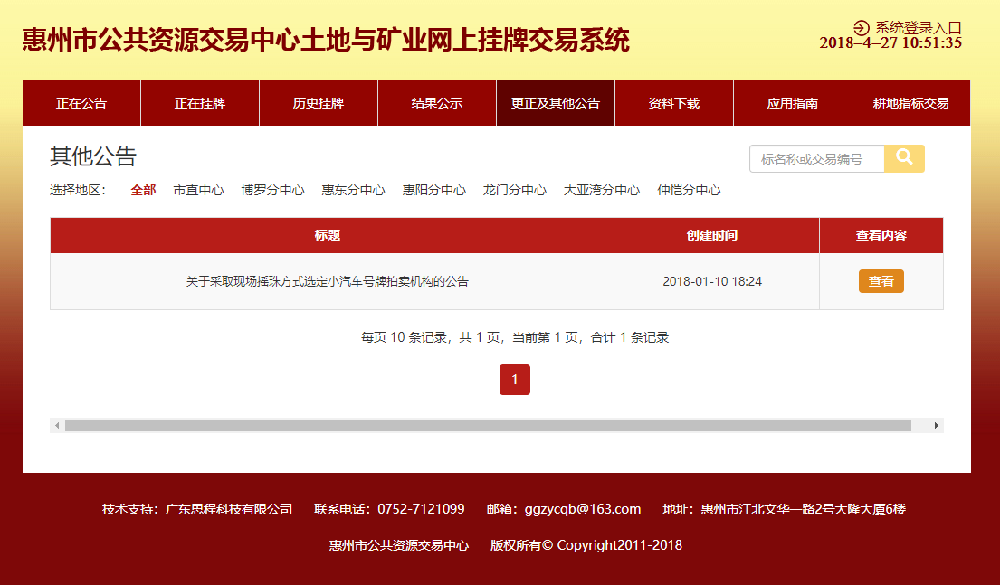 惠州市公共资源交易中心土地与矿业网上挂牌交易系统
系统登录入口
2018–4–27 10:51:35
正在公告 正在挂牌 历史挂牌 结果公示 更正及其他公告 资料下载 应用指南 耕地指标交易
其他公告
标名称或交易编号
选择地区： 全部 市直中心 博罗分中心 惠东分中心 惠阳分中心 龙门分中心 大亚湾分中心 仲恺分中心
标题 创建时间 查看内容
关于采取现场摇珠方式选定小汽车号牌拍卖机构的公告 2018-01-10 18:24 查看
每页 10 条记录，共 1 页，当前第 1 页，合计 1 条记录
1
技术支持：广东思程科技有限公司 联系电话：0752-7121099 邮箱：ggzycqb@163.com 地址：惠州市江北文华一路2号大隆大厦6楼
惠州市公共资源交易中心 版权所有© Copyright2011-2018